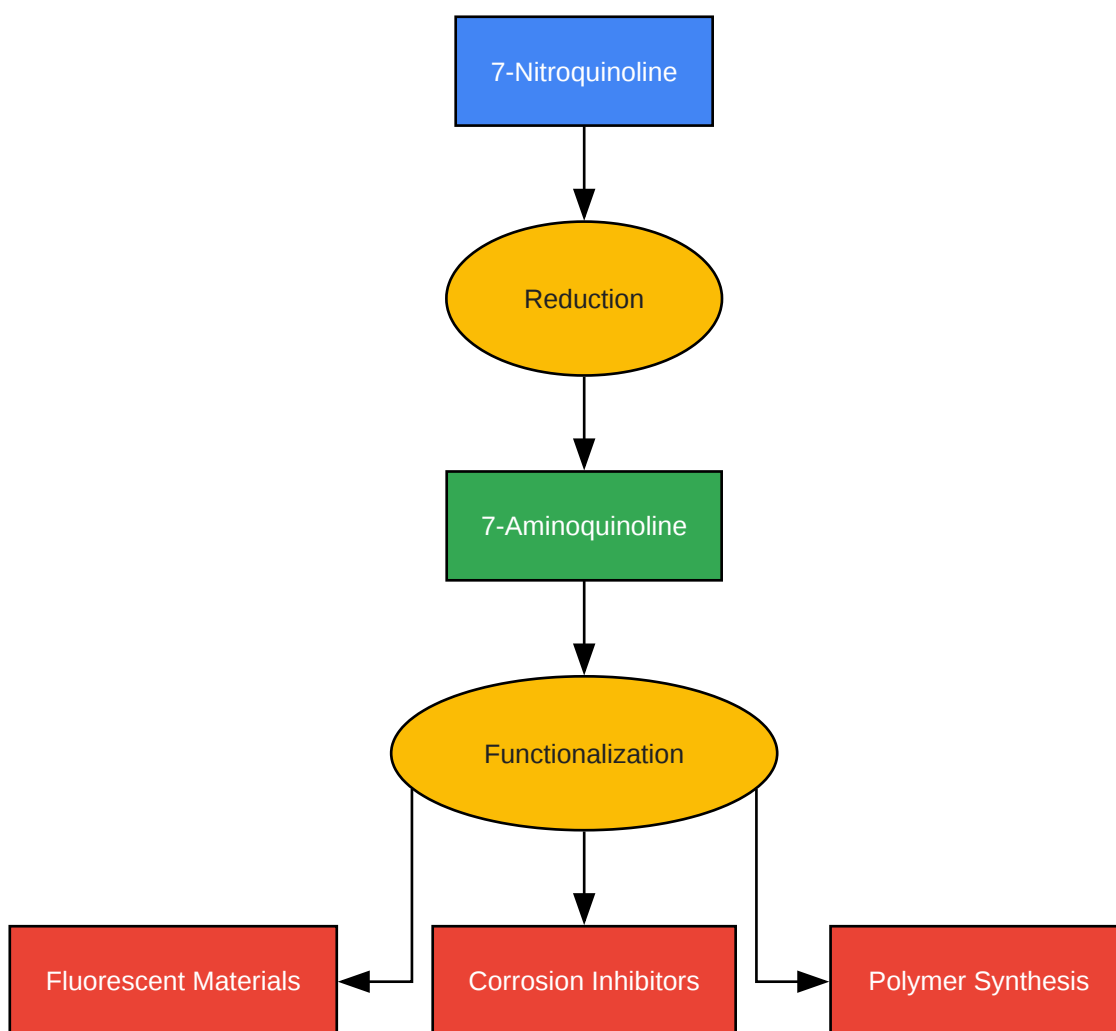 7-Nitroquinoline
Reduction
7-Aminoquinoline
Functionalization
Fluorescent Materials
Corrosion Inhibitors
Polymer Synthesis